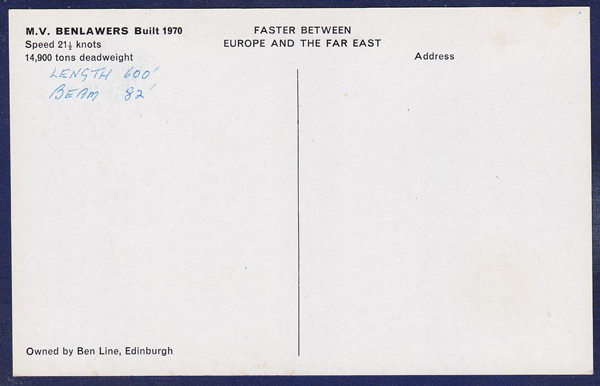 M.V. BENLAWERS Built 1970
Speed 21½ knots
14,900 tons deadweight
LENGTH 600'
BEAM 82'
FASTER BETWEEN
EUROPE AND THE FAR EAST
Address
Owned by Ben Line, Edinburgh